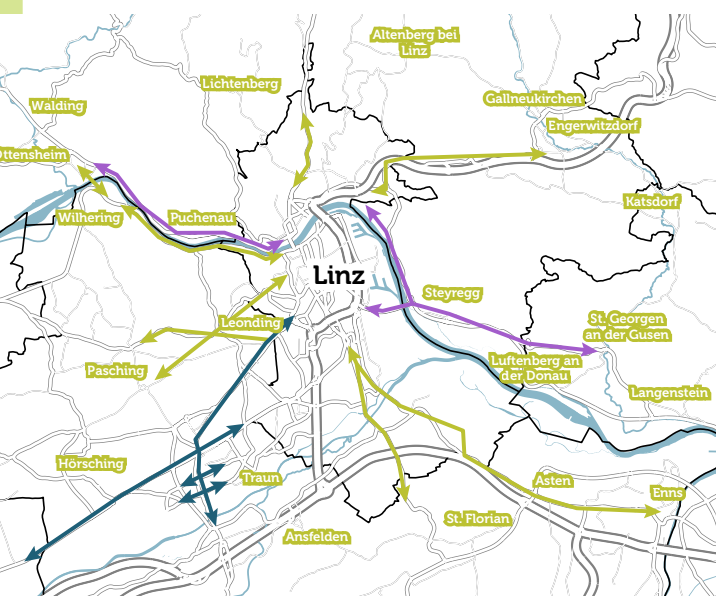 Altenberg bei
Linz
Lichtenberg
Gallneukirchen
Walding
Engerwitzdorf
Ottensheim
Katsdorf
Wilhering
Puchenau
Linz
Steyregg
St. Georgen
an der Gusen
Leonding
Luftenberg an
der Donau
Pasching
Langenstein
Hörsching
Traun
Asten
Enns
St. Florian
Ansfelden